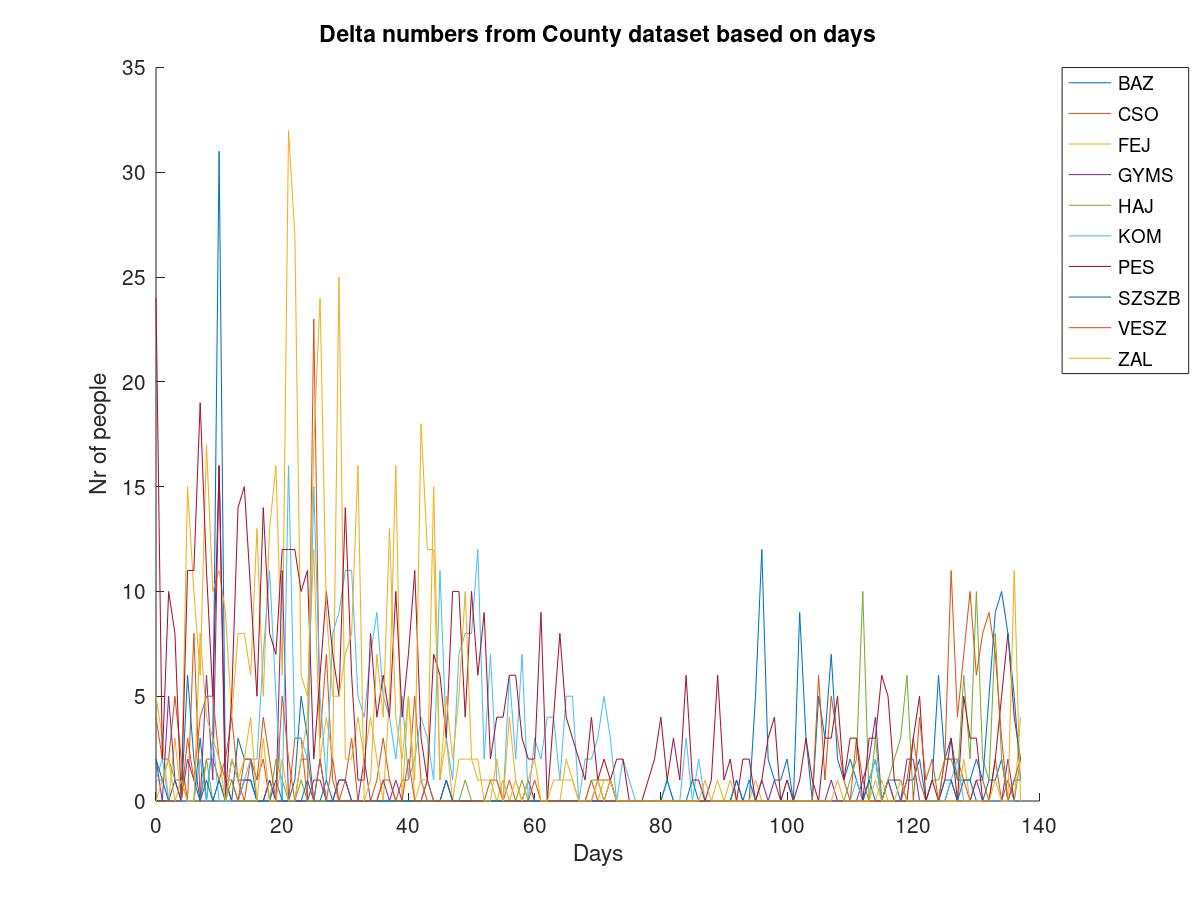 Delta numbers from County dataset based on days
35
30
25
20
15
10
5
0
Nr of people
0 20 40 60 80 100 120 140
Days
BAZ
CSO
FEJ
GYMS
HAJ
KOM
PES
SZSZB
VESZ
ZAL